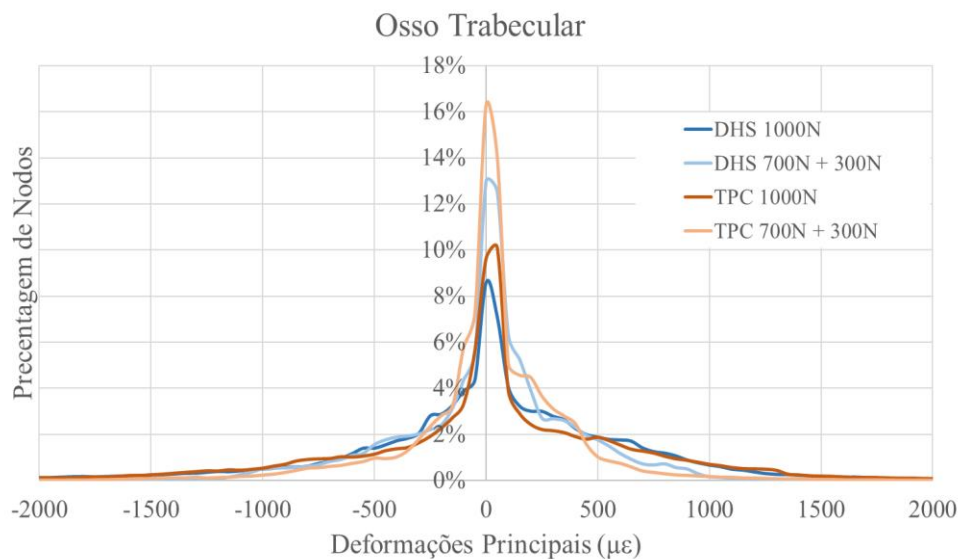 Osso Trabecular
18%
16%
14%
12%
10%
8%
6%
4%
2%
0%
Precentagem de Nodos
DHS 1000N
DHS 700N + 300N
TPC 1000N
TPC 700N + 300N
-2000 -1500 -1000 -500 0 500 1000 1500 2000
Deformações Principais (µε)